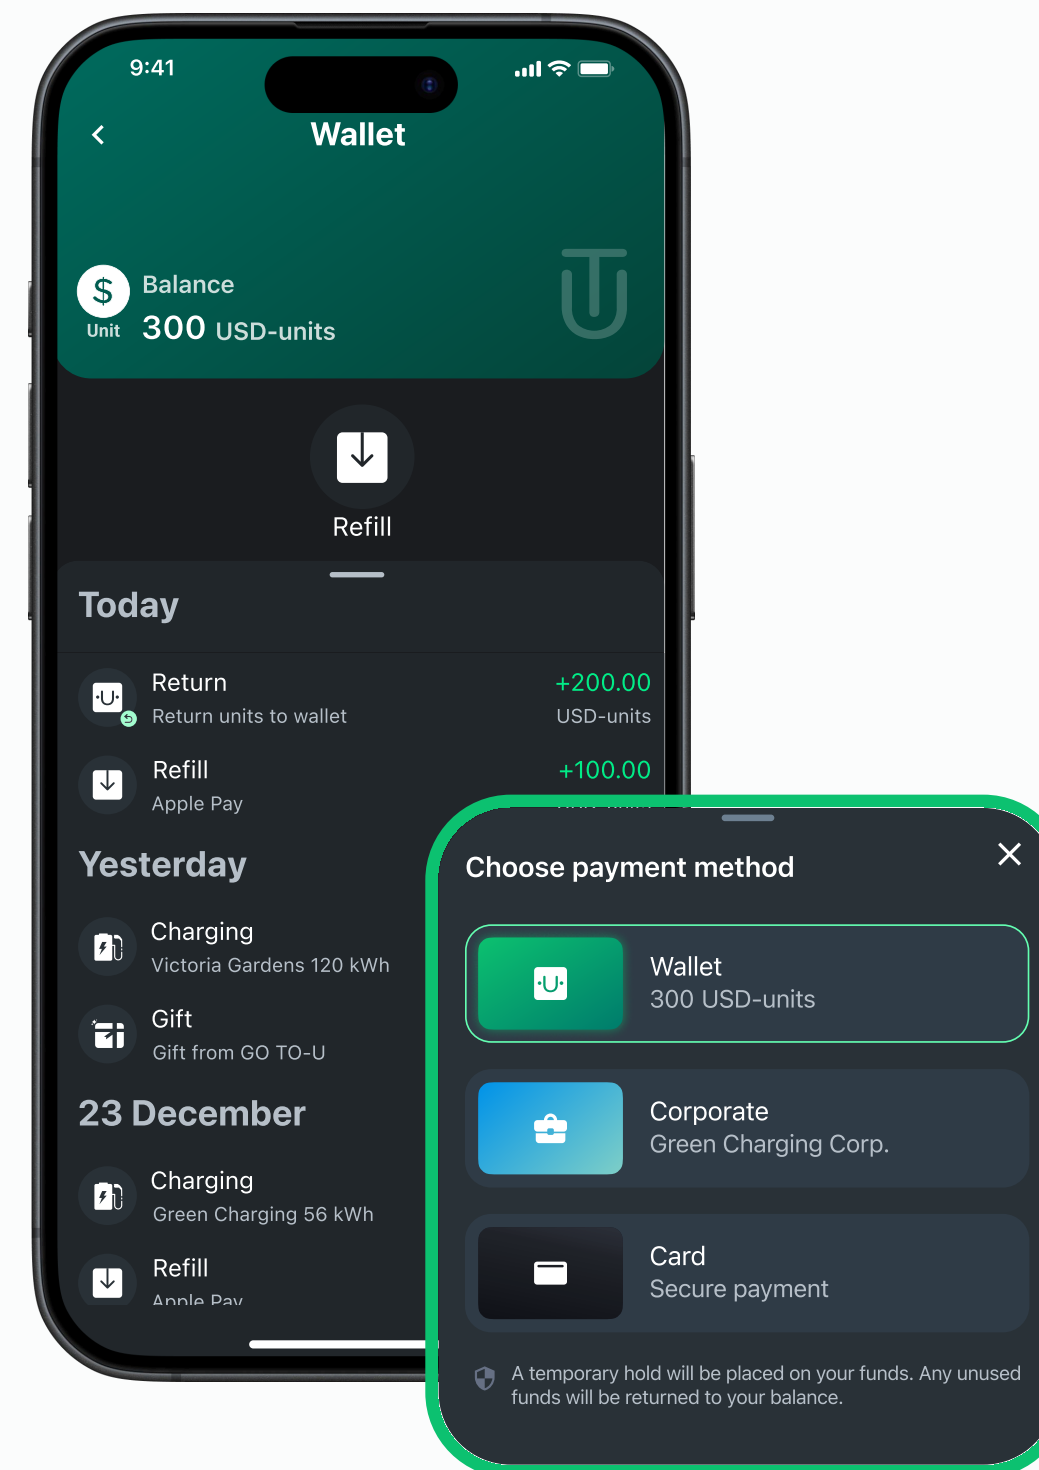 9:41
Wallet
$
Unit
Balance
300 USD-units
Refill
Today
Return
+200.00
Return units to wallet
USD-units
Refill
+100.00
Apple Pay
Yesterday
Charging
Victoria Gardens 120 kWh
Gift
Gift from GO TO-U
23 December
Charging
Green Charging 56 kWh
Refill
Apple Pay
Choose payment method
·U·
Wallet
300 USD-units
Corporate
Green Charging Corp.
Card
Secure payment
A temporary hold will be placed on your funds. Any unused
funds will be returned to your balance.